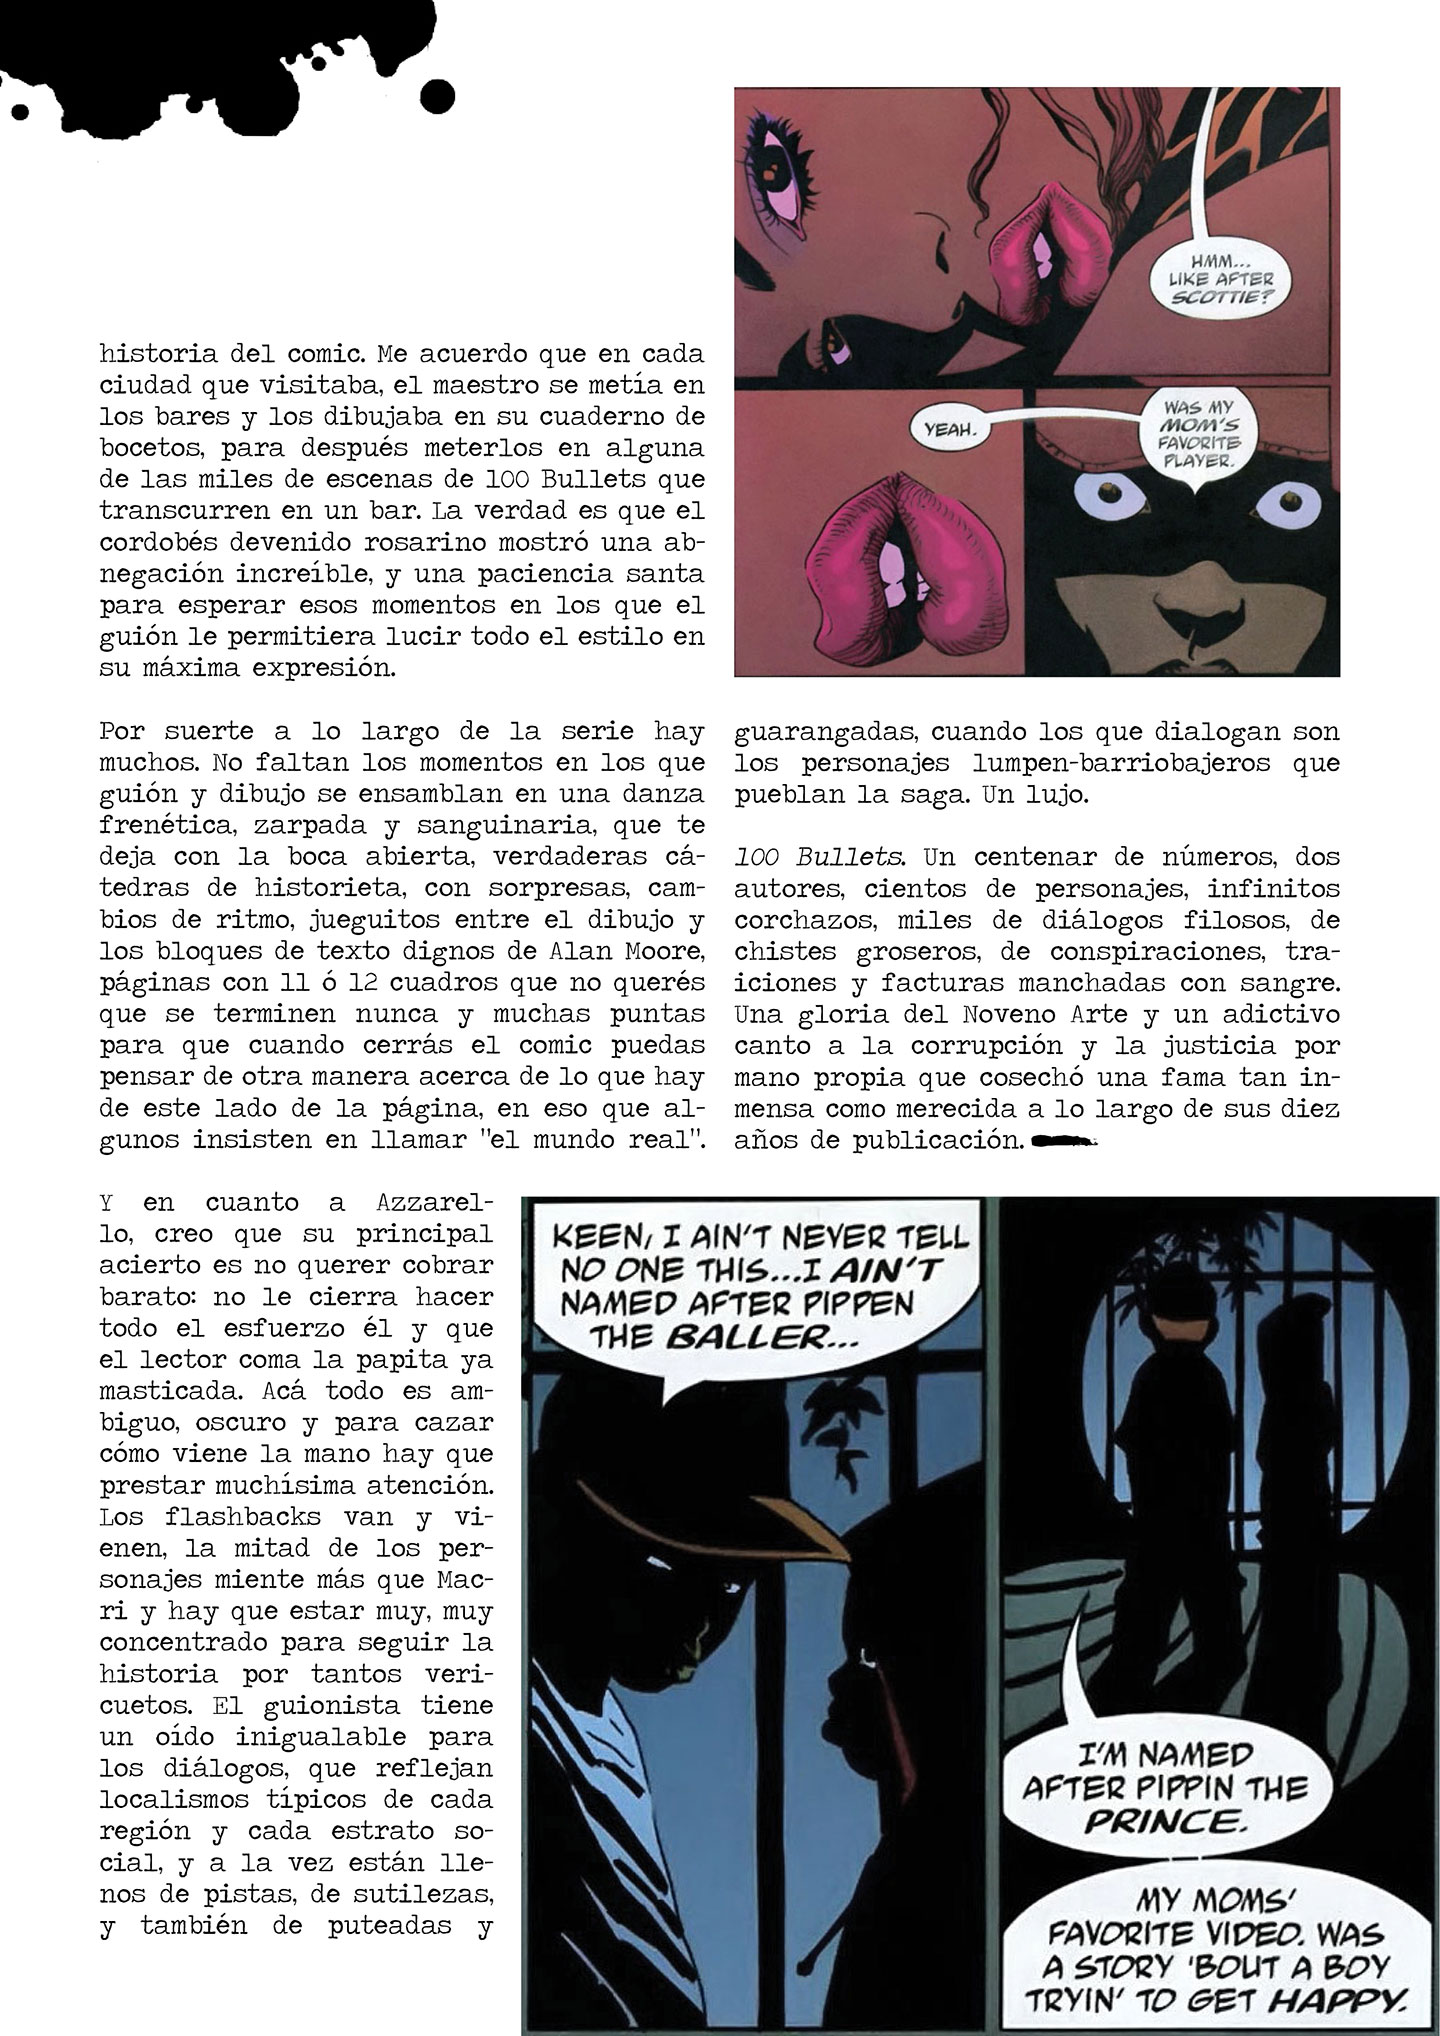 historia del comic. Me acuerdo que en cada
ciudad que visitaba, el maestro se metía en
los bares y los dibujaba en su cuaderno de
bocetos, para después meterlos en alguna
de las miles de escenas de 100 Bullets que
transcurren en un bar. La verdad es que el
cordobés devenido rosarino mostró una ab-
negación increíble, y una paciencia santa
para esperar esos momentos en los que el
guión le permitiera lucir todo el estilo en
su máxima expresión.
Por suerte a lo largo de la serie hay
muchos. No faltan los momentos en los que
guión y dibujo se ensamblan en una danza
frenética, zarpada y sanguinaria, que te
deja con la boca abierta, verdaderas cá-
tedras de historieta, con sorpresas, cam-
bios de ritmo, jueguitos entre el dibujo y
los bloques de texto dignos de Alan Moore,
páginas con 11 ó 12 cuadros que no querés
que se terminen nunca y muchas puntas
para que cuando cerrás el comic puedas
pensar de otra manera acerca de lo que hay
de este lado de la página, en eso que al-
gunos insisten en llamar "el mundo real".
Y en cuanto a Azzarel-
lo, creo que su principal
acierto es no querer cobrar
barato: no le cierra hacer
todo el esfuerzo él y que
el lector coma la papita ya
masticada. Acá todo es am-
biguo, oscuro y para cazar
cómo viene la mano hay que
prestar muchísima atención.
Los flashbacks van y vi-
enen, la mitad de los per-
sonajes miente más que Mac-
ri y hay que estar muy, muy
concentrado para seguir la
historia por tantos veri-
cuetos. El guionista tiene
un oído inigualable para
los diálogos, que reflejan
localismos típicos de cada
región y cada estrato so-
cial, y a la vez están lle-
nos de pistas, de sutilezas,
y también de puteadas y
HMM...
LIKE AFTER
SCOTTIE?
YEAH.
WAS MY
MOM'S
FAVORITE
PLAYER.
guarangadas, cuando los que dialogan son
los personajes lumpen-barriobajeros que
pueblan la saga. Un lujo.
100 Bullets. Un centenar de números, dos
autores, cientos de personajes, infinitos
corchazos, miles de diálogos filosos, de
chistes groseros, de conspiraciones, tra-
iciones y facturas manchadas con sangre.
Una gloria del Noveno Arte y un adictivo
canto a la corrupción y la justicia por
mano propia que cosechó una fama tan in-
mensa como merecida a lo largo de sus diez
años de publicación.
KEEN, I AIN'T NEVER TELL
NO ONE THIS...I AIN'T
NAMED AFTER PIPPEN
THE BALLER...
I'M NAMED
AFTER PIPPIN THE
PRINCE.
MY MOMS'
FAVORITE VIDEO. WAS
A STORY 'BOUT A BOY
TRYIN' TO GET HAPPY.